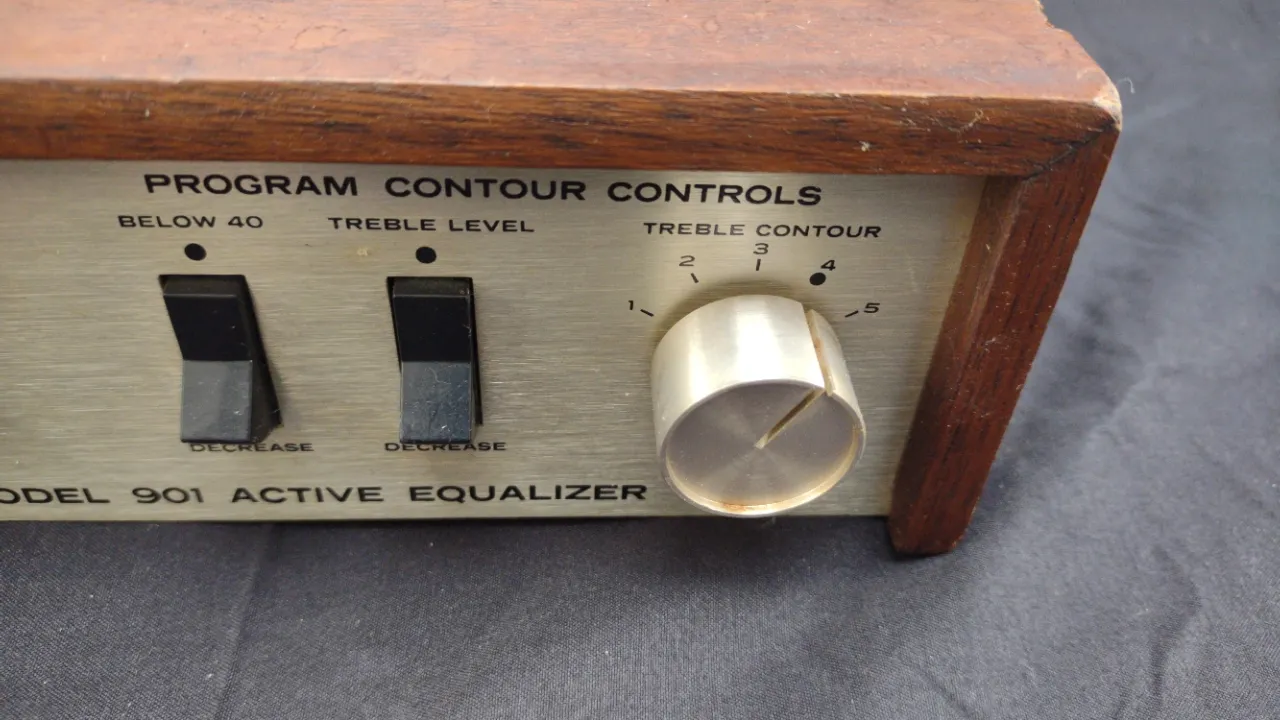 PROGRAM CONTOUR CONTROLS
BELOW 40 TREBLE LEVEL TREBLE CONTOUR
1 2 3 4 5
DECREASE DECREASE
ODEL 901 ACTIVE EQUALIZER